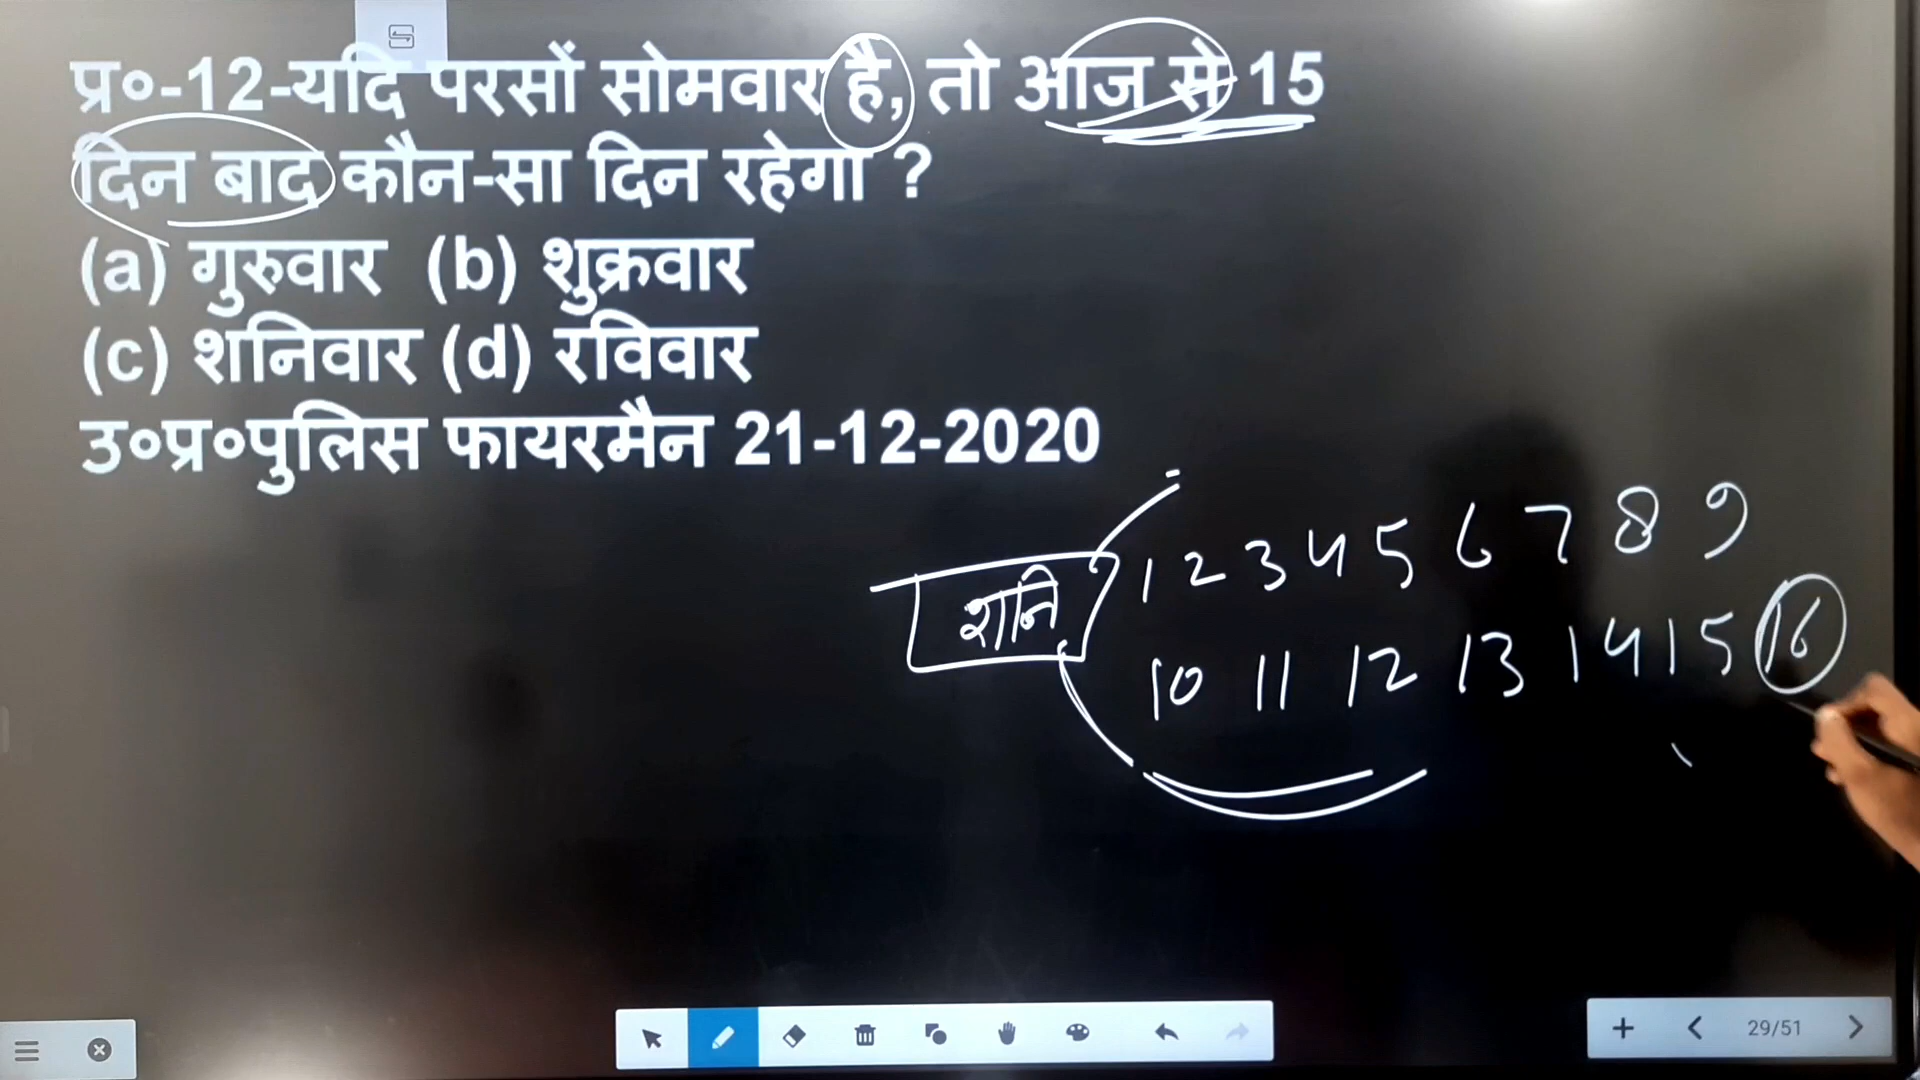 प्र०-12-यदि परसों सोमवार है, तो आज से 15
दिन बाद कौन-सा दिन रहेगा ?
(a) गुरुवार (b) शुक्रवार
(c) शनिवार (d) रविवार
उ०प्र०पुलिस फायरमैन 21-12-2020
शनि
1 2 3 4 5 6 7 8 9
10 11 12 13 14 15 16
29/51